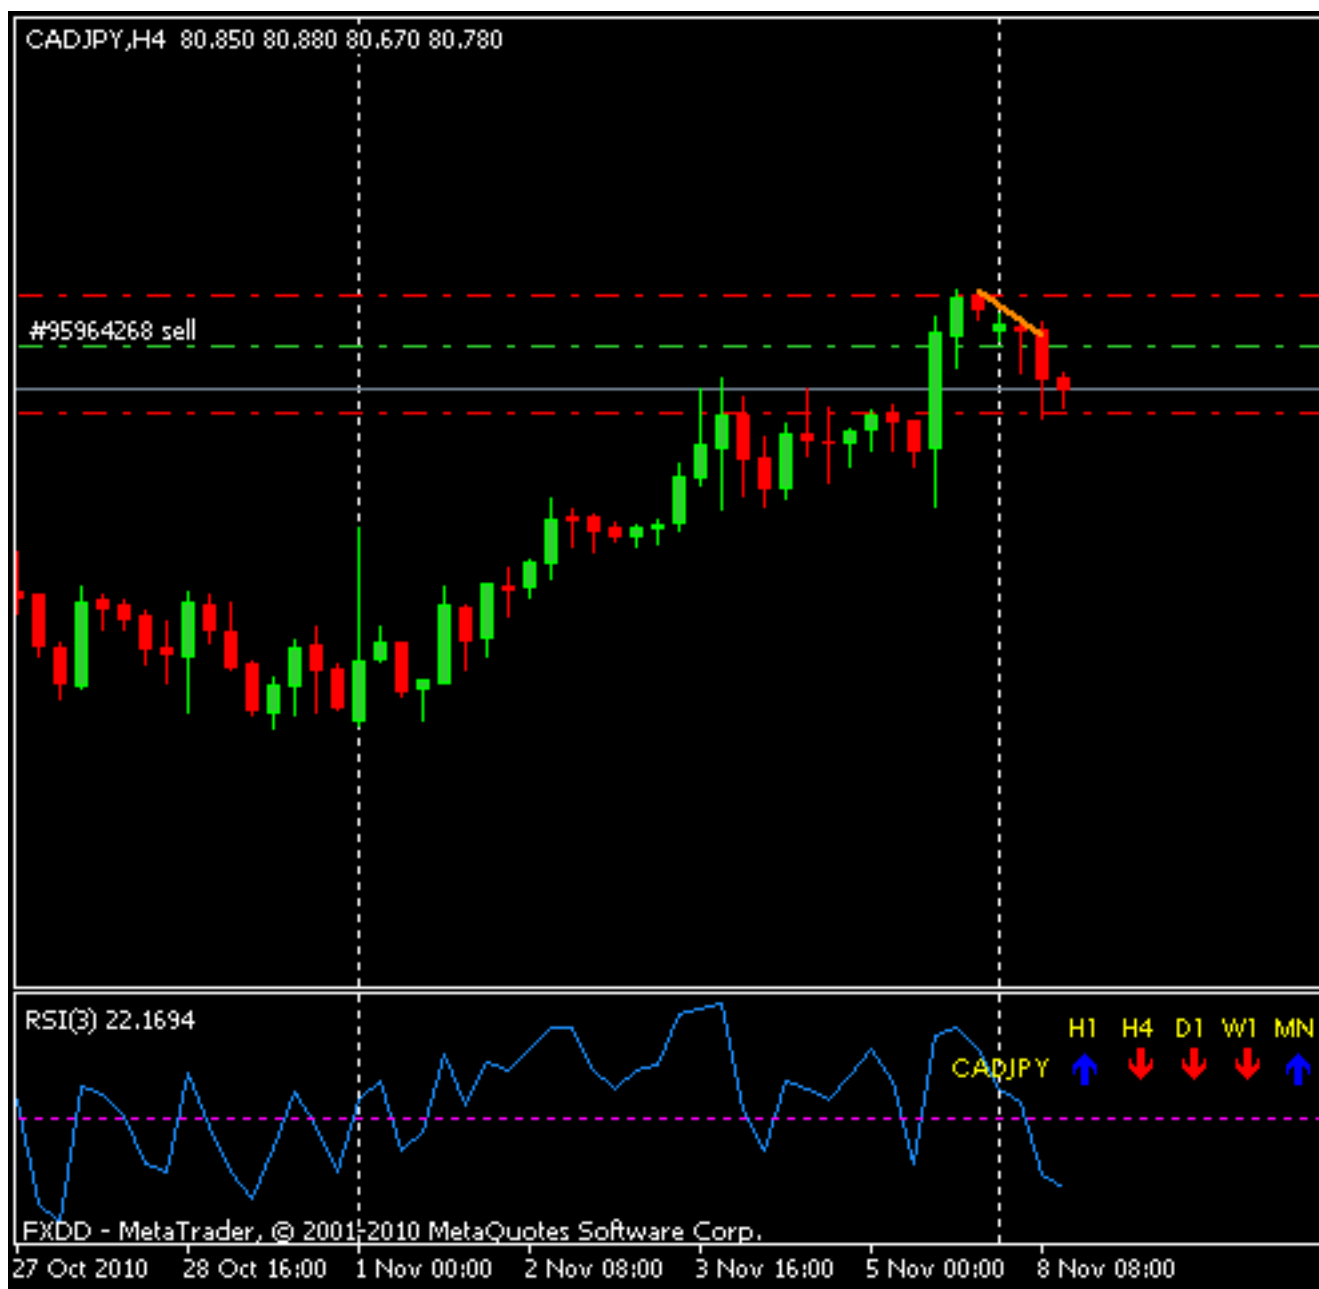 CADJPY,H4 80.850 80.880 80.670 80.780
#95964268 sell
RSI(3) 22.1694
H1 H4 D1 W1 MN
CADJPY
FXDD - MetaTrader, © 2001-2010 MetaQuotes Software Corp.
27 Oct 2010 28 Oct 16:00 1 Nov 00:00 2 Nov 08:00 3 Nov 16:00 5 Nov 00:00 8 Nov 08:00